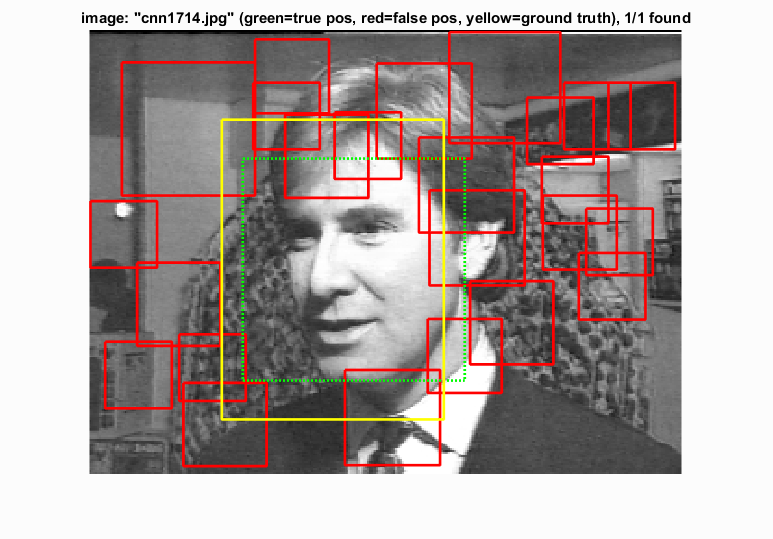 image: "cnn1714.jpg" (green=true pos, red=false pos, yellow=ground truth), 1/1 found